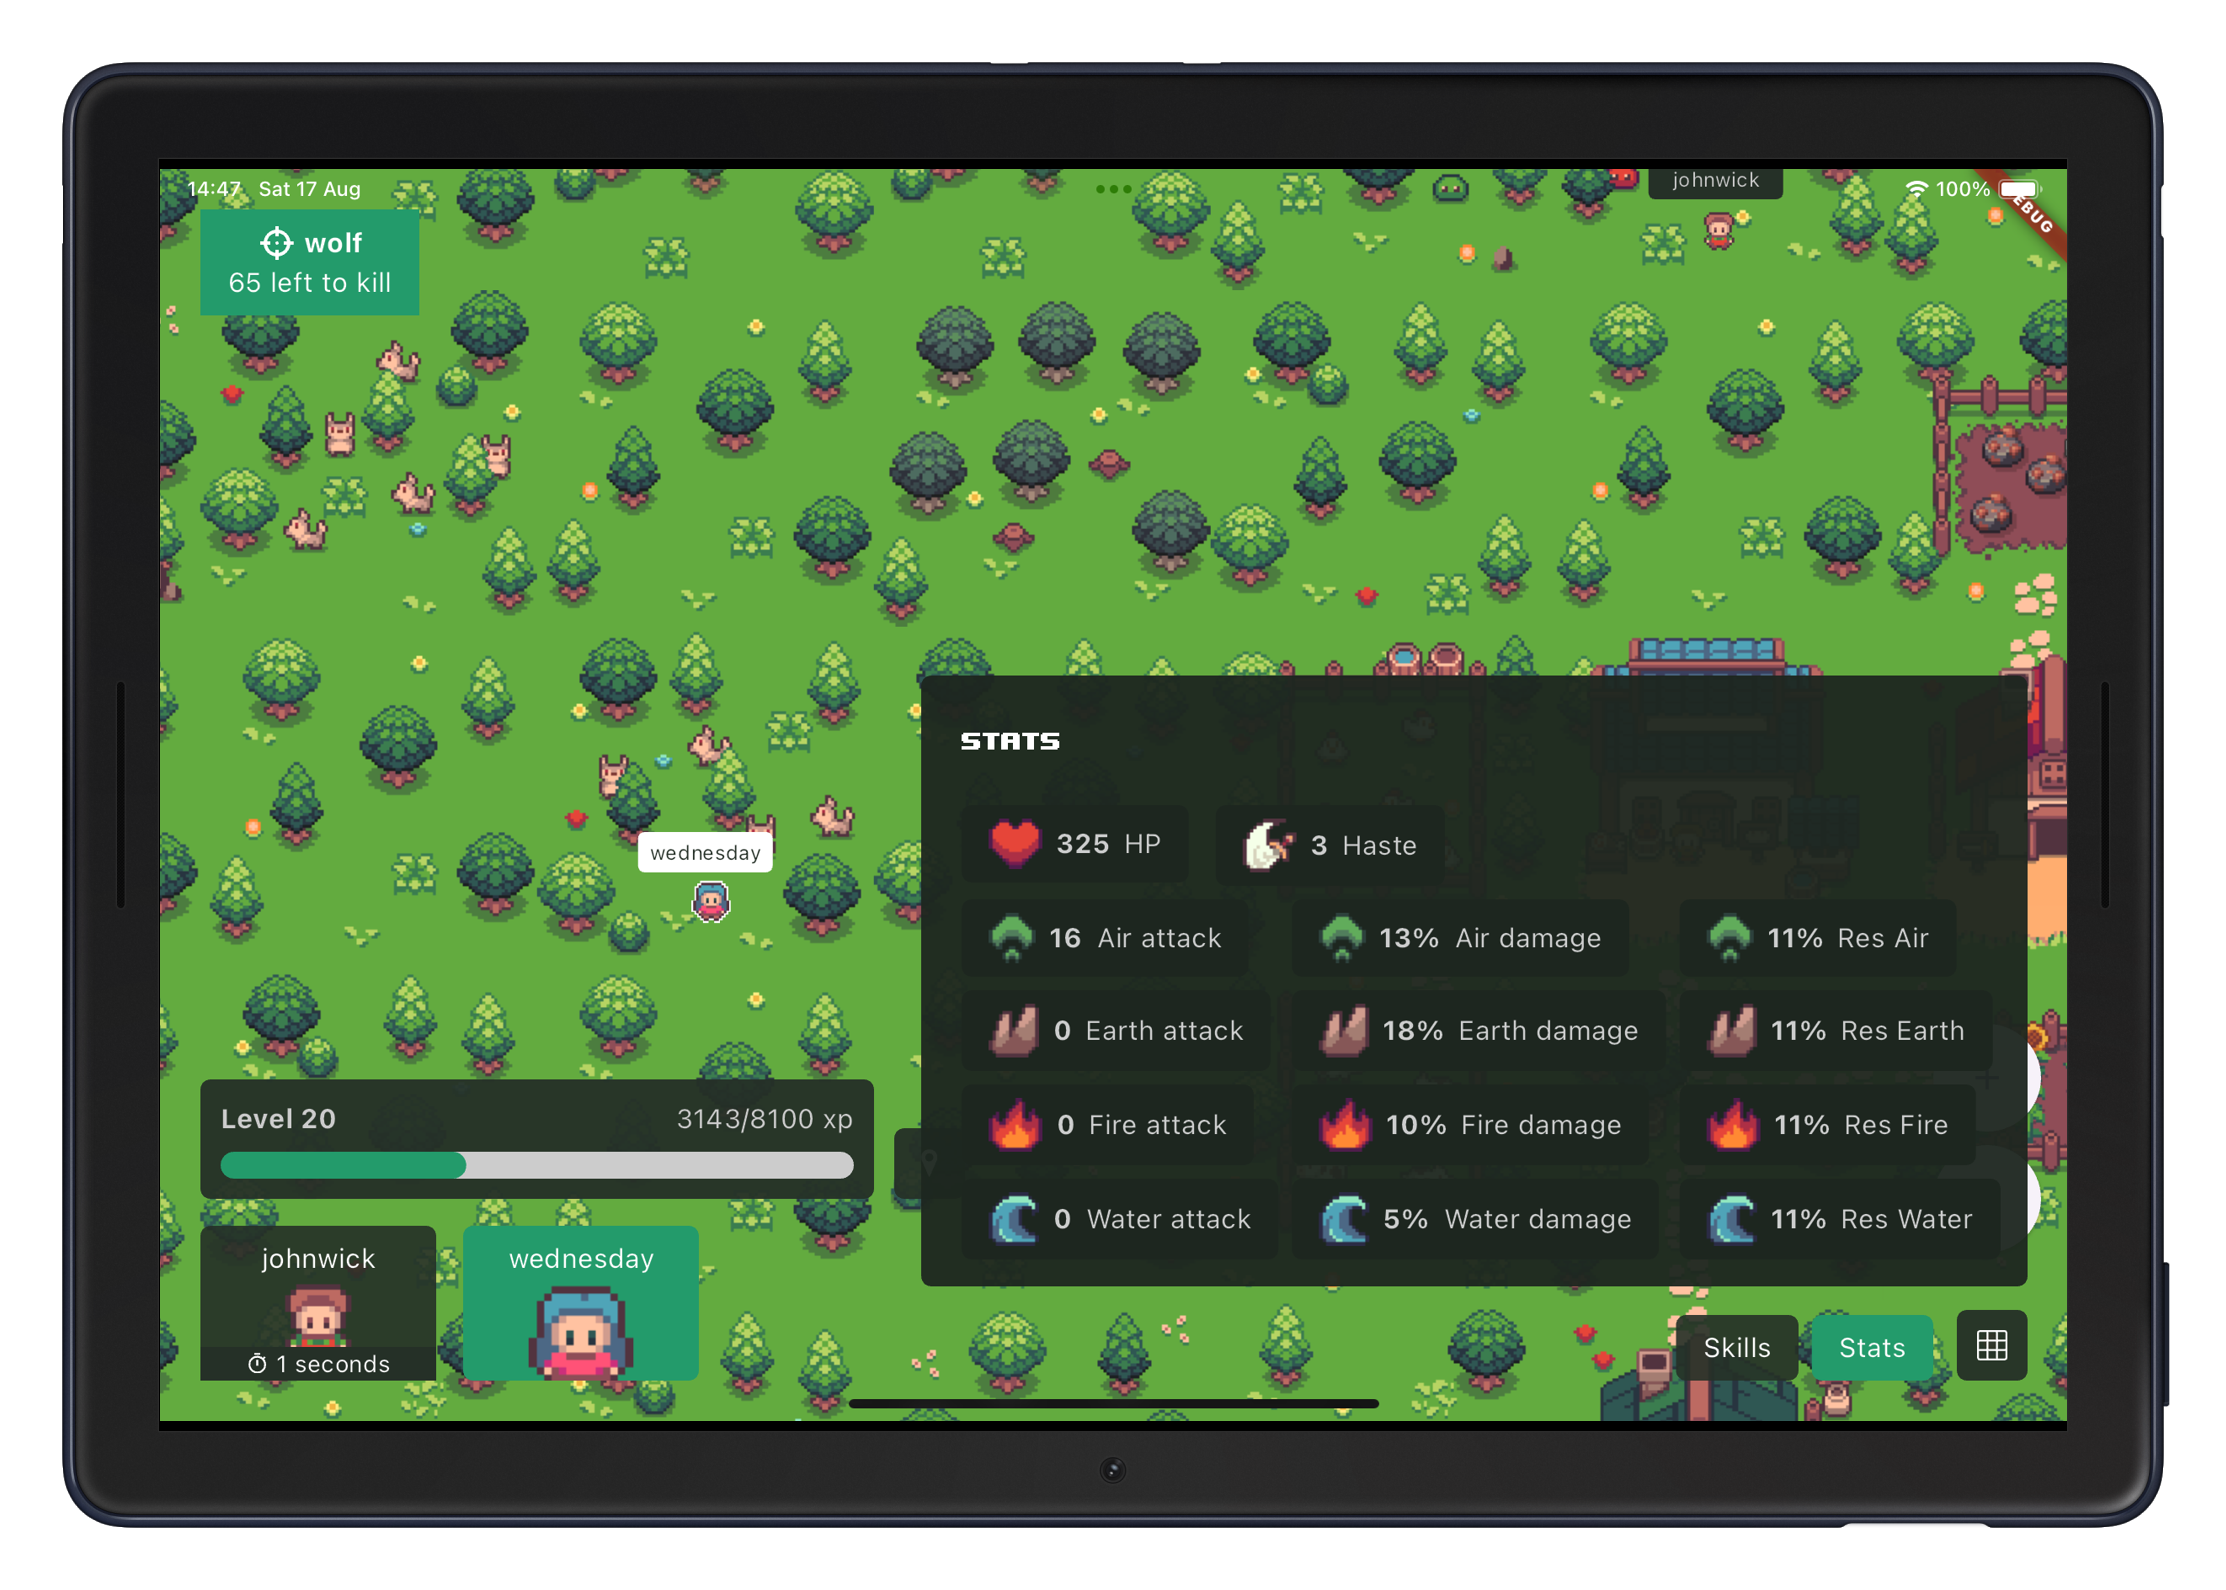 14:47 Sat 17 Aug
johnwick
100%
EBUG
wolf
65 left to kill
wednesday
STATS
325 HP
3 Haste
16 Air attack
13% Air damage
11% Res Air
0 Earth attack
18% Earth damage
11% Res Earth
0 Fire attack
10% Fire damage
11% Res Fire
0 Water attack
5% Water damage
11% Res Water
Level 20
3143/8100 xp
johnwick
1 seconds
wednesday
Skills
Stats